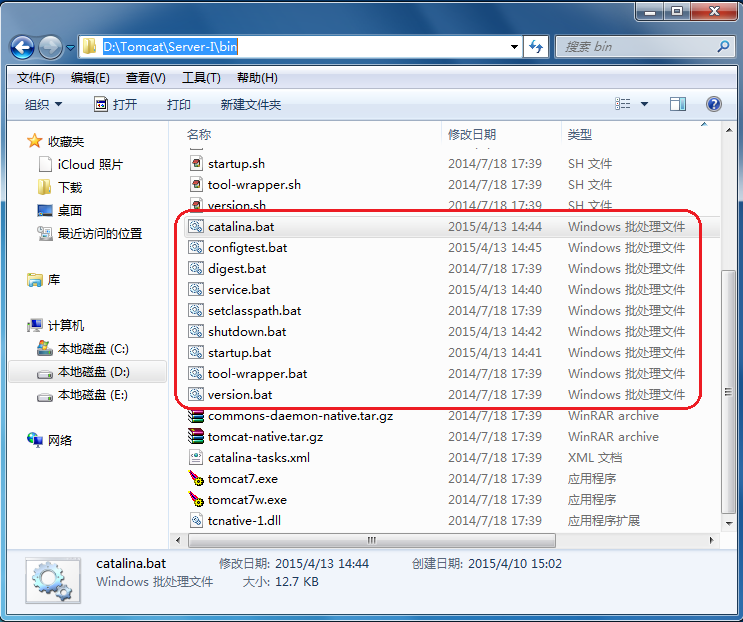 D:\Tomcat\Server-I\bin
搜索 bin
文件(F) 编辑(E) 查看(V) 工具(T) 帮助(H)
组织 打开 打印 新建文件夹
收藏夹
iCloud 照片
下载
桌面
最近访问的位置
库
计算机
本地磁盘 (C:)
本地磁盘 (D:)
本地磁盘 (E:)
网络
名称 修改日期 类型
startup.sh 2014/7/18 17:39 SH 文件
tool-wrapper.sh 2014/7/18 17:39 SH 文件
version.sh 2014/7/18 17:39 SH 文件
catalina.bat 2015/4/13 14:44 Windows 批处理文件
configtest.bat 2015/4/13 14:45 Windows 批处理文件
digest.bat 2014/7/18 17:39 Windows 批处理文件
service.bat 2015/4/13 14:40 Windows 批处理文件
setclasspath.bat 2014/7/18 17:39 Windows 批处理文件
shutdown.bat 2015/4/13 14:42 Windows 批处理文件
startup.bat 2015/4/13 14:41 Windows 批处理文件
tool-wrapper.bat 2014/7/18 17:39 Windows 批处理文件
version.bat 2014/7/18 17:39 Windows 批处理文件
commons-daemon-native.tar.gz 2014/7/18 17:39 WinRAR archive
tomcat-native.tar.gz 2014/7/18 17:39 WinRAR archive
catalina-tasks.xml 2014/7/18 17:39 XML 文档
tomcat7.exe 2014/7/18 17:39 应用程序
tomcat7w.exe 2014/7/18 17:39 应用程序
tcnative-1.dll 2014/7/18 17:39 应用程序扩展
catalina.bat 修改日期: 2015/4/13 14:44 创建日期: 2015/4/10 15:02
Windows 批处理文件 大小: 12.7 KB